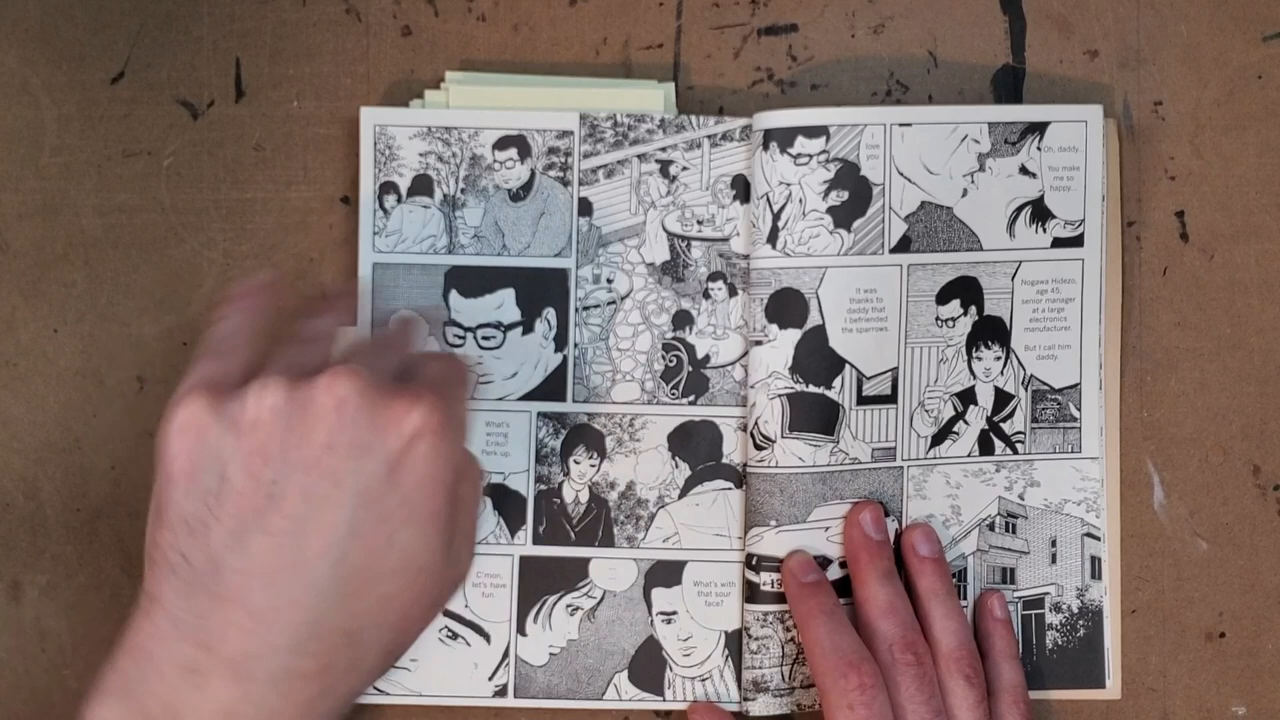 I
love
you
Oh, daddy...
You make
me so
happy...
It was
thanks to
daddy that
I befriended
the sparrows.
Nogawa Hidezo,
age 45,
senior manager
at a large
electronics
manufacturer.
But I call him
daddy.
What's
wrong
Eriko?
Perk up.
C'mon,
let's have
fun.
What's with
that sour
face?